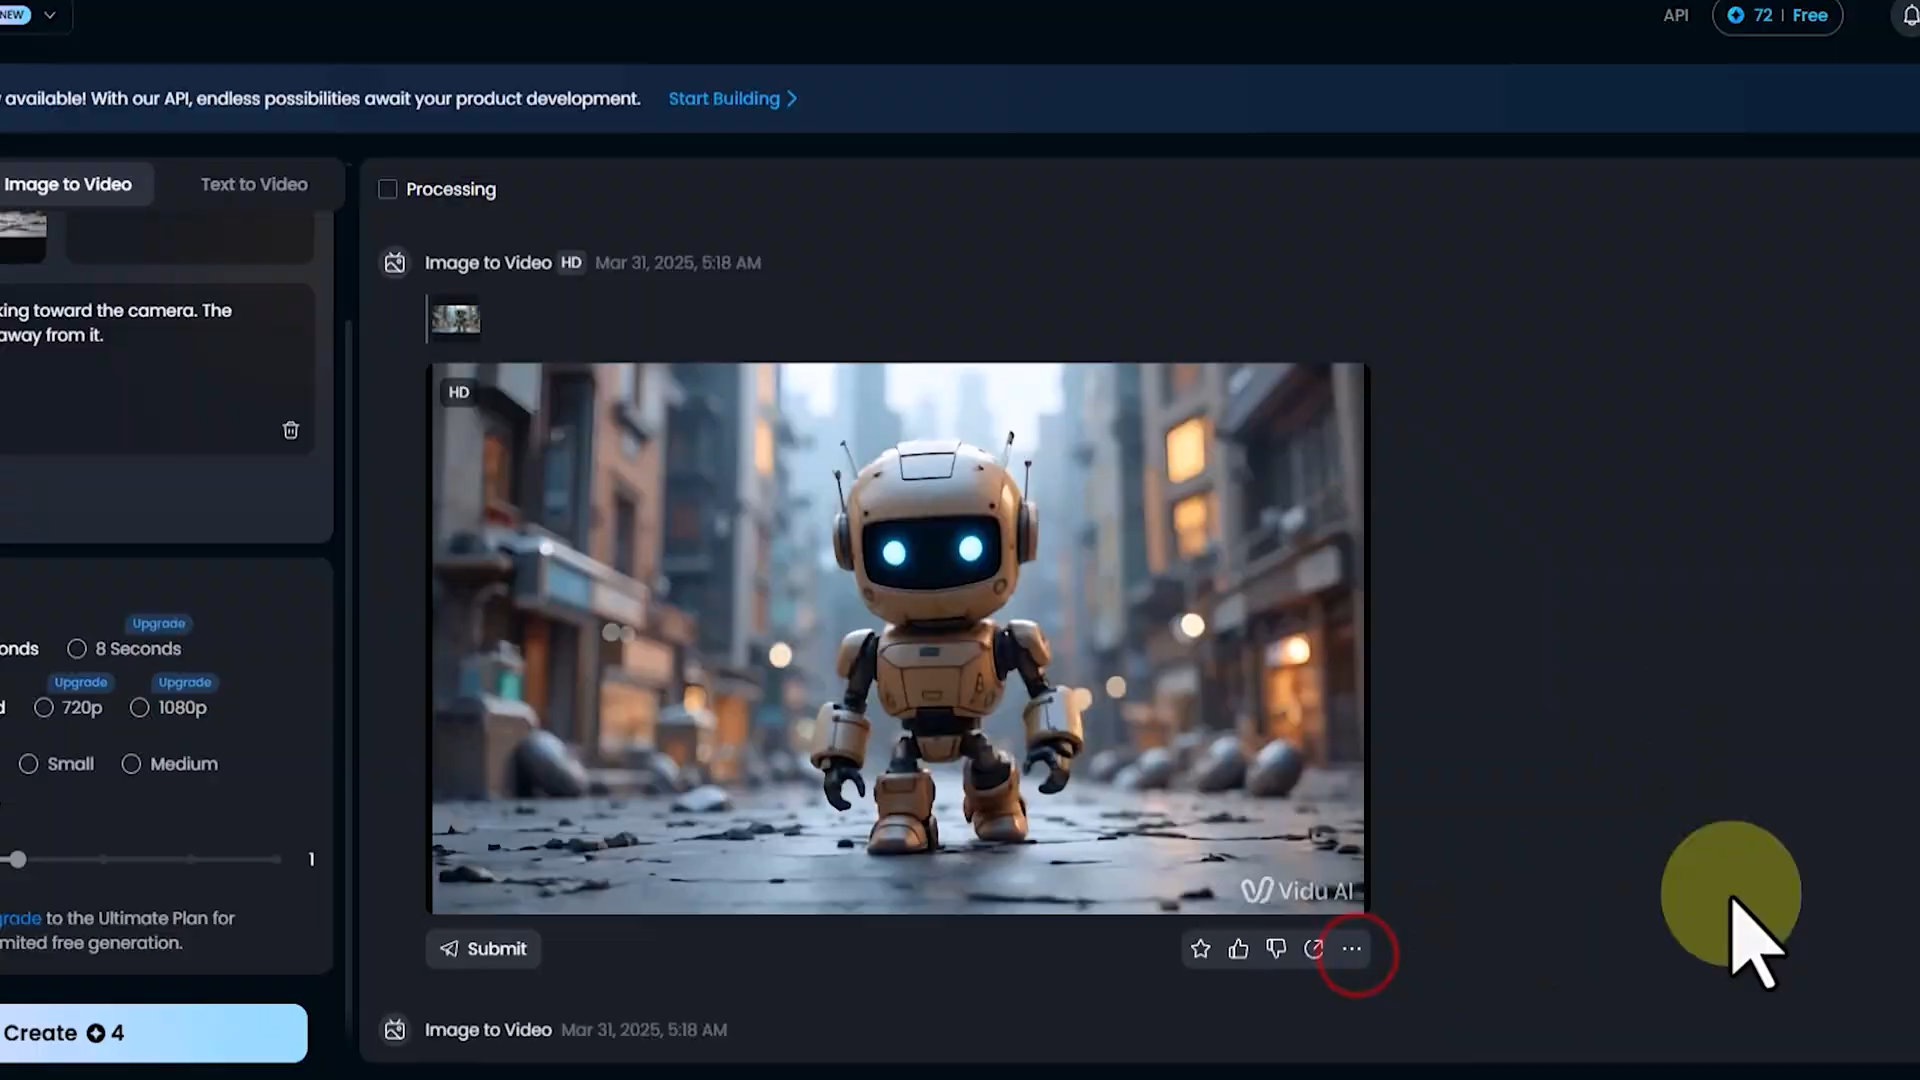 NEW
API
72 | Free
available! With our API, endless possibilities await your product development.
Start Building >
Image to Video
Text to Video
Processing
Image to Video HD Mar 31, 2025, 5:18 AM
king toward the camera. The
away from it.
HD
Upgrade
onds
8 Seconds
Upgrade
Upgrade
d
720p
1080p
Small
Medium
1
Vidu AI
grade to the Ultimate Plan for
mited free generation.
Submit
...
Create 4
Image to Video Mar 31, 2025, 5:18 AM